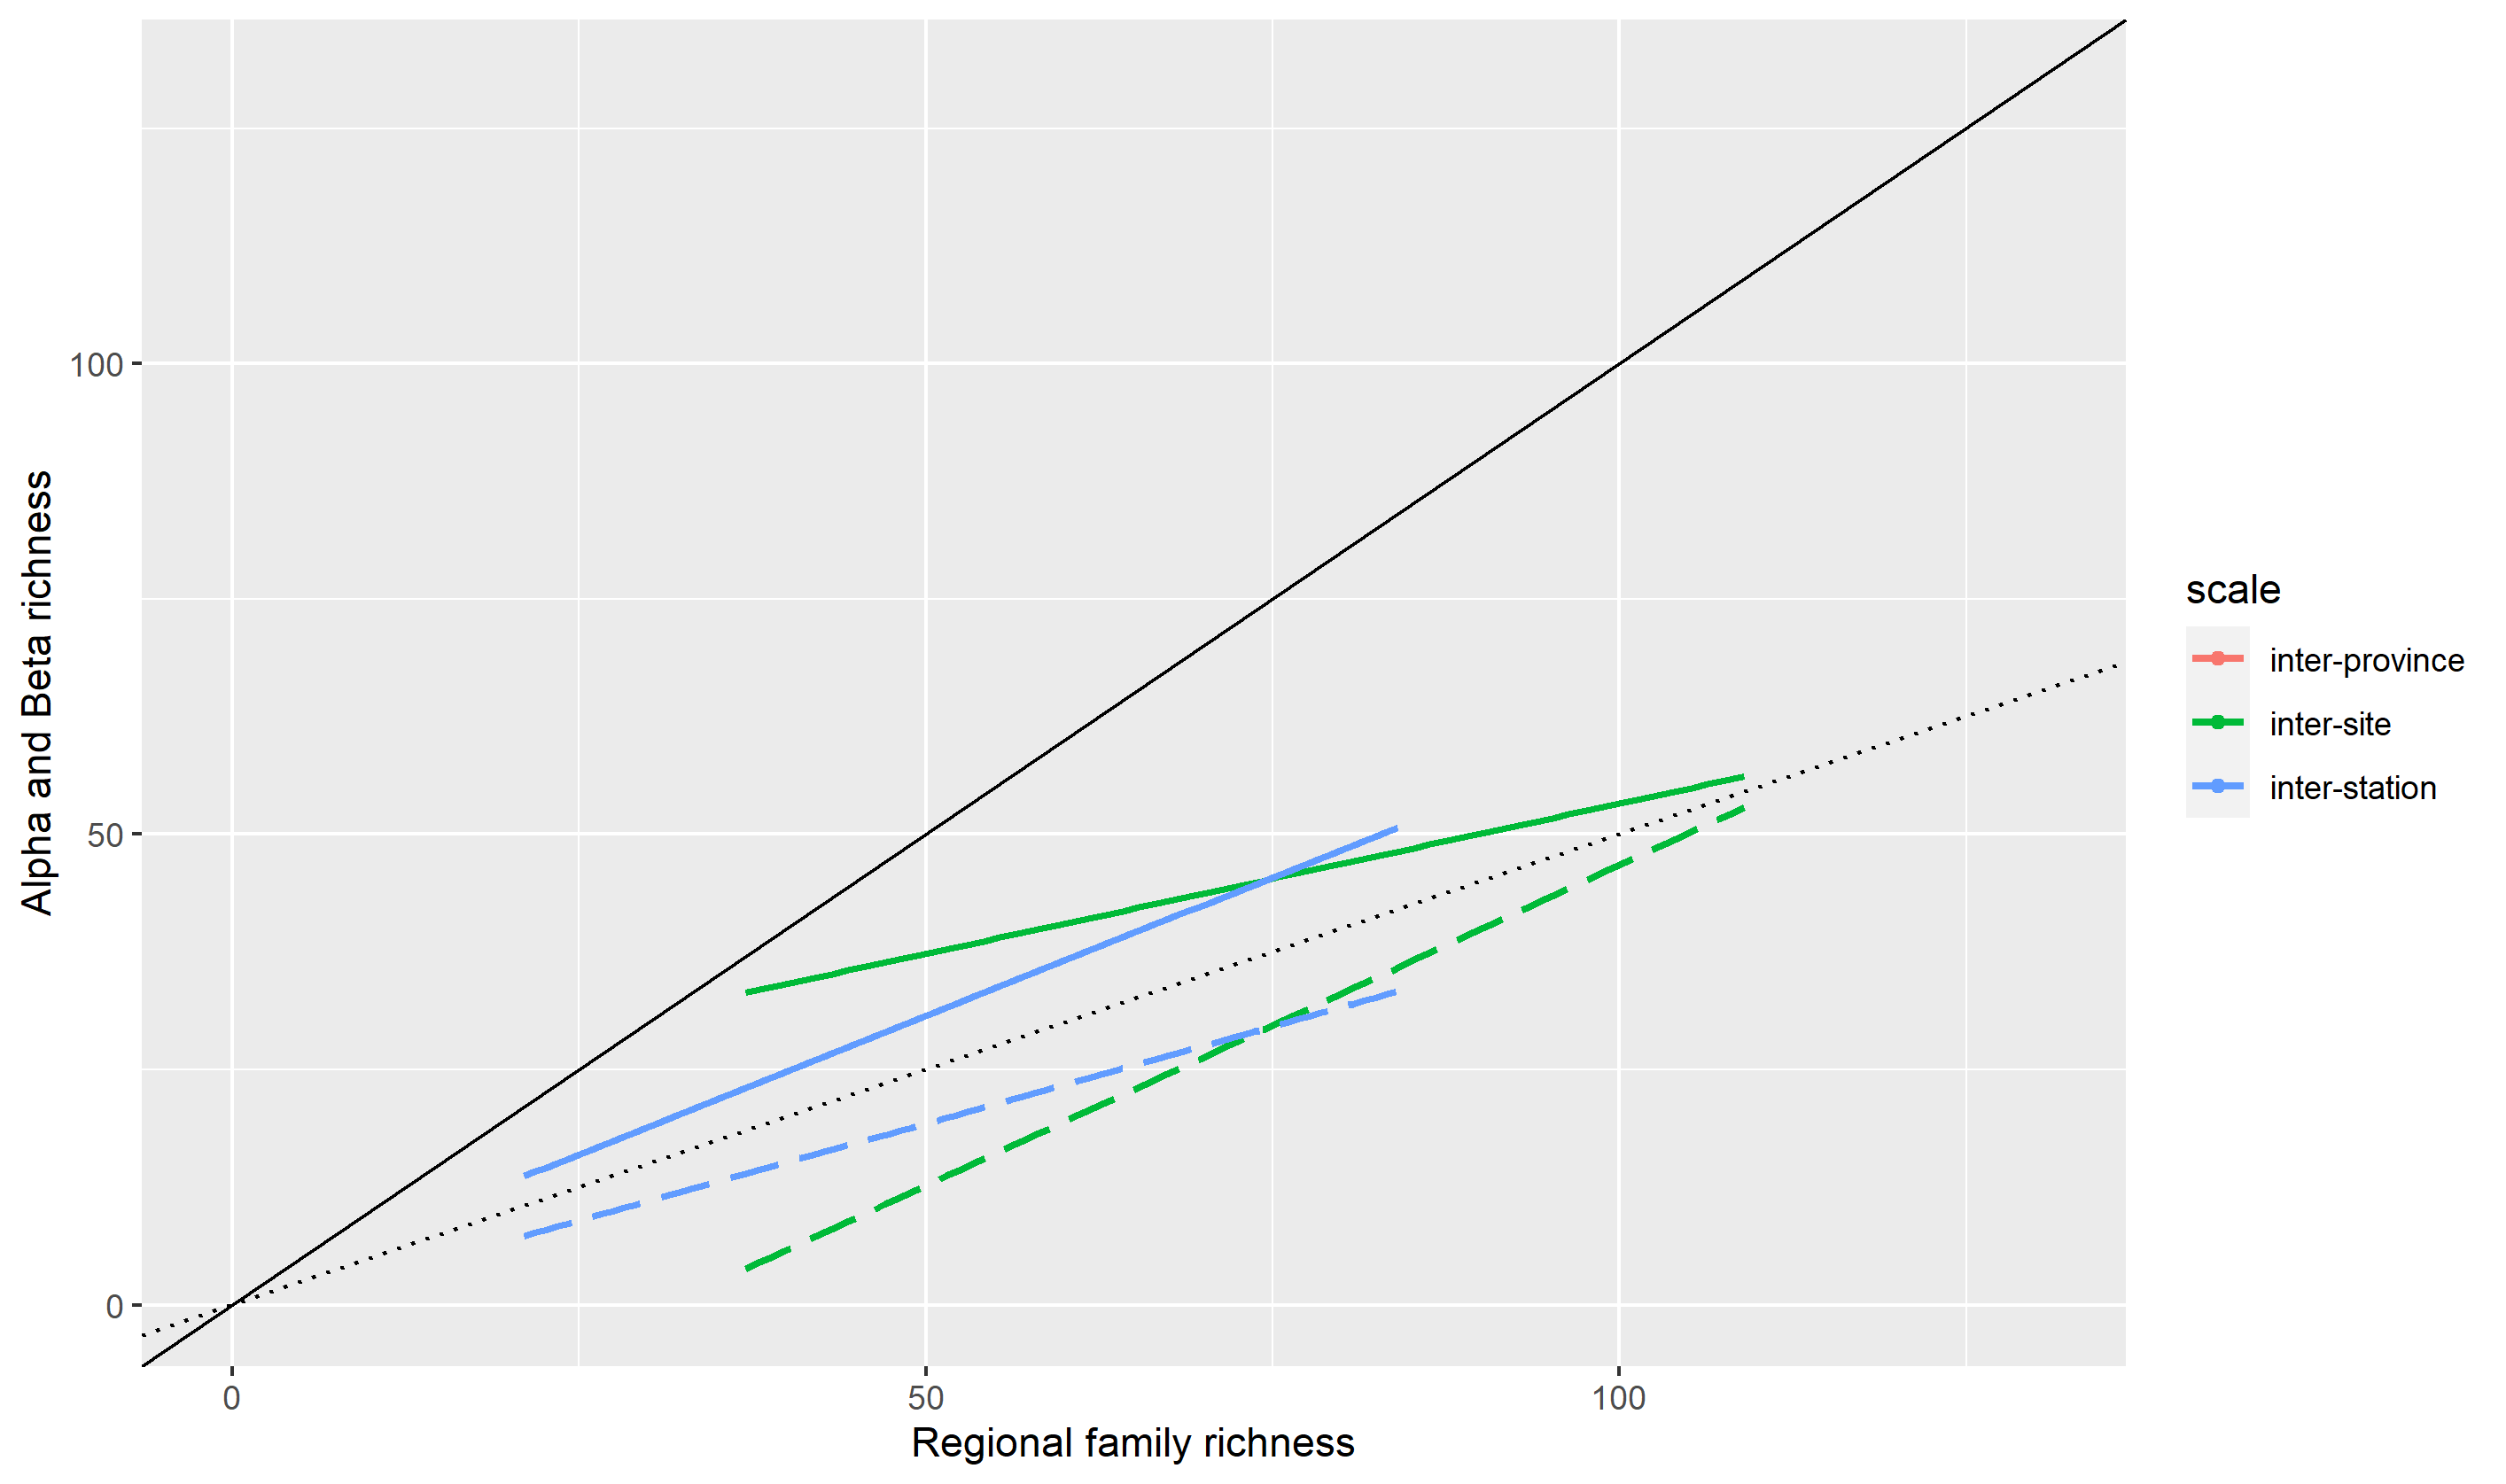 Alpha and Beta richness
100
50
0
0
50
100
Regional family richness
scale
inter-province
inter-site
inter-station